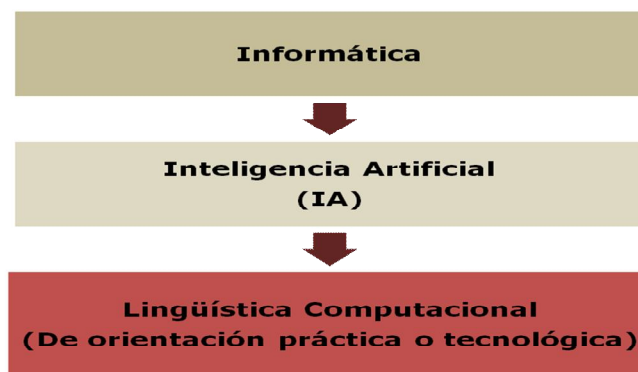 Informática
Inteligencia Artificial
(IA)
Lingüística Computacional
(De orientación práctica o tecnológica)